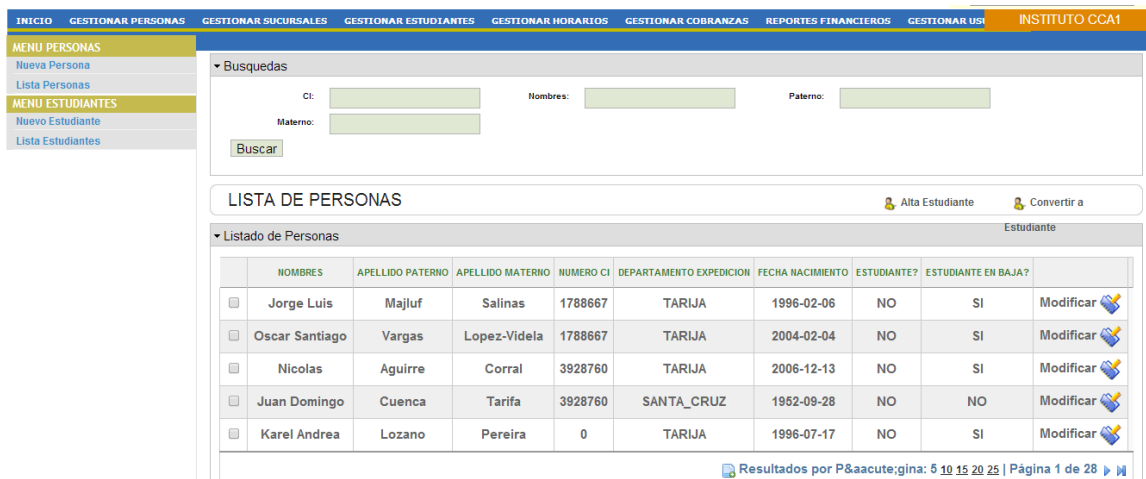 INICIO GESTIONAR PERSONAS GESTIONAR SUCURSALES GESTIONAR ESTUDIANTES GESTIONAR HORARIOS GESTIONAR COBRANZAS REPORTES FINANCIEROS GESTIONAR INSTITUTO CCA1
MENU PERSONAS
Nueva Persona
Lista Personas
MENU ESTUDIANTES
Nuevo Estudiante
Lista Estudiantes
Busquedas
CI: Nombres: Paterno:
Materno:
Buscar
LISTA DE PERSONAS Alta Estudiante Convertir a
Estudiante
Listado de Personas
NOMBRES APELLIDO PATERNO APELLIDO MATERNO NUMERO CI DEPARTAMENTO EXPEDICION FECHA NACIMIENTO ESTUDIANTE? ESTUDIANTE EN BAJA?
Jorge Luis Majluf Salinas 1788667 TARIJA 1996-02-06 NO SI Modificar
Oscar Santiago Vargas Lopez-Videla 1788667 TARIJA 2004-02-04 NO SI Modificar
Nicolas Aguirre Corral 3928760 TARIJA 2006-12-13 NO SI Modificar
Juan Domingo Cuenca Tarifa 3928760 SANTA_CRUZ 1952-09-28 NO NO Modificar
Karel Andrea Lozano Pereira 0 TARIJA 1996-07-17 NO SI Modificar
Resultados por P&aacute;gina: 5 10 15 20 25 | Página 1 de 28